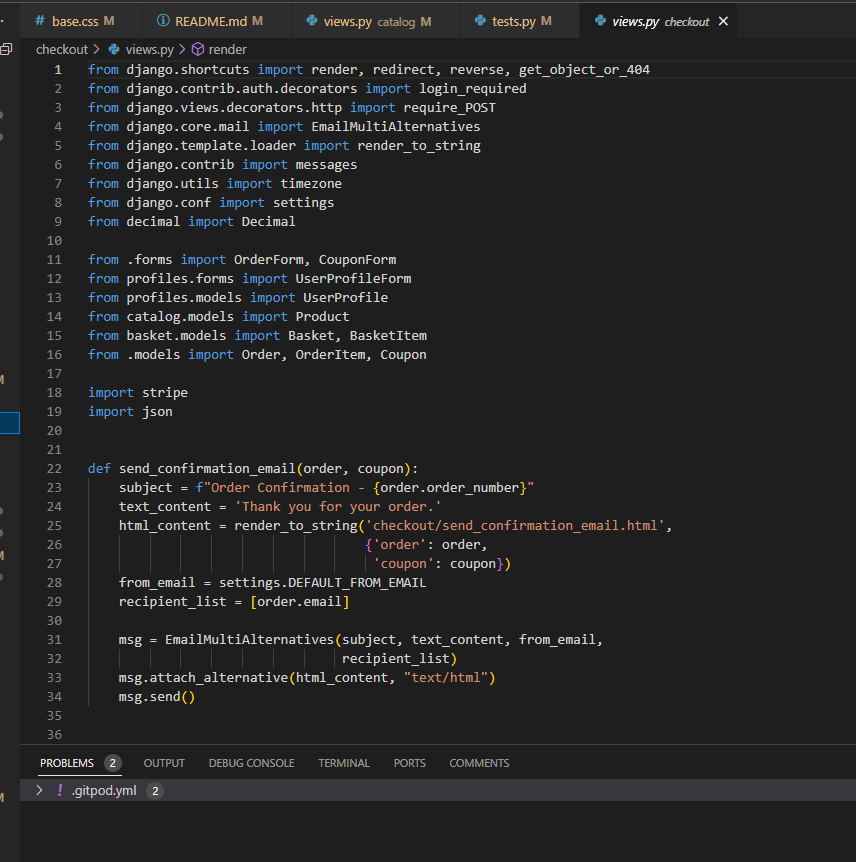 # base.css M README.md M views.py catalog M tests.py M views.py checkout
checkout > views.py > render
1 from django.shortcuts import render, redirect, reverse, get_object_or_404
2 from django.contrib.auth.decorators import login_required
3 from django.views.decorators.http import require_POST
4 from django.core.mail import EmailMultiAlternatives
5 from django.template.loader import render_to_string
6 from django.contrib import messages
7 from django.utils import timezone
8 from django.conf import settings
9 from decimal import Decimal
10
11 from .forms import OrderForm, CouponForm
12 from profiles.forms import UserProfileForm
13 from profiles.models import UserProfile
14 from catalog.models import Product
15 from basket.models import Basket, BasketItem
16 from .models import Order, OrderItem, Coupon
17
18 import stripe
19 import json
20
21
22 def send_confirmation_email(order, coupon):
23     subject = f"Order Confirmation - {order.order_number}"
24     text_content = 'Thank you for your order.'
25     html_content = render_to_string('checkout/send_confirmation_email.html',
26                                     {'order': order,
27                                      'coupon': coupon})
28     from_email = settings.DEFAULT_FROM_EMAIL
29     recipient_list = [order.email]
30
31     msg = EmailMultiAlternatives(subject, text_content, from_email,
32                                  recipient_list)
33     msg.attach_alternative(html_content, "text/html")
34     msg.send()
35
36
PROBLEMS 2 OUTPUT DEBUG CONSOLE TERMINAL PORTS COMMENTS
> ! .gitpod.yml 2